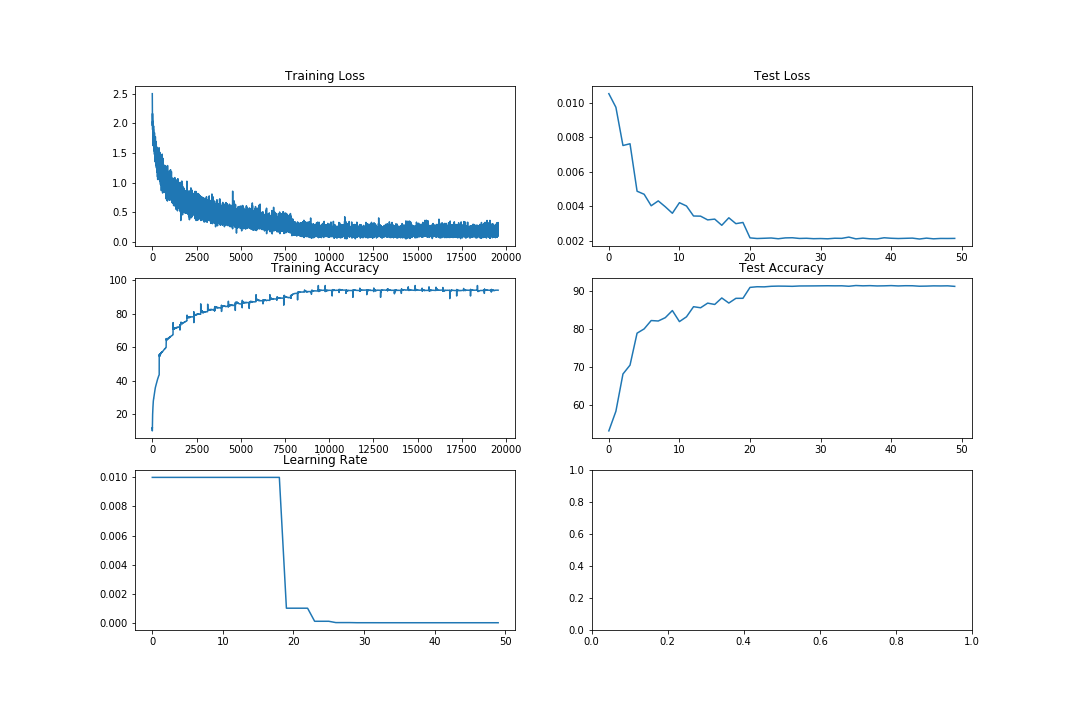 Training Loss
2.5
2.0
1.5
1.0
0.5
0.0
0 2500 5000 7500 10000 12500 15000 17500 20000
Test Loss
0.010
0.008
0.006
0.004
0.002
0 10 20 30 40 50
Training Accuracy
100
80
60
40
20
0 2500 5000 7500 10000 12500 15000 17500 20000
Test Accuracy
90
80
70
60
0 10 20 30 40 50
Learning Rate
0.010
0.008
0.006
0.004
0.002
0.000
0 10 20 30 40 50
1.0
0.8
0.6
0.4
0.2
0.0
0.0 0.2 0.4 0.6 0.8 1.0